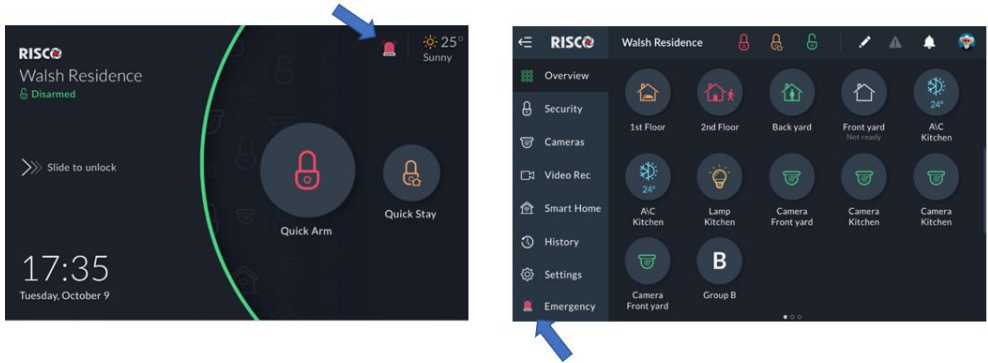 RISCO
25°
Sunny
Walsh Residence
Disarmed
Slide to unlock
Quick Arm
Quick Stay
17:35
Tuesday, October 9
RISCO
Walsh Residence
Overview
Security
Cameras
Video Rec
Smart Home
History
Settings
Emergency
1st Floor
2nd Floor
Back yard
Front yard
Not ready
24°
A\C
Kitchen
24°
A\C
Kitchen
Lamp
Kitchen
Camera
Front yard
Camera
Kitchen
Camera
Kitchen
Camera
Front yard
B
Group B